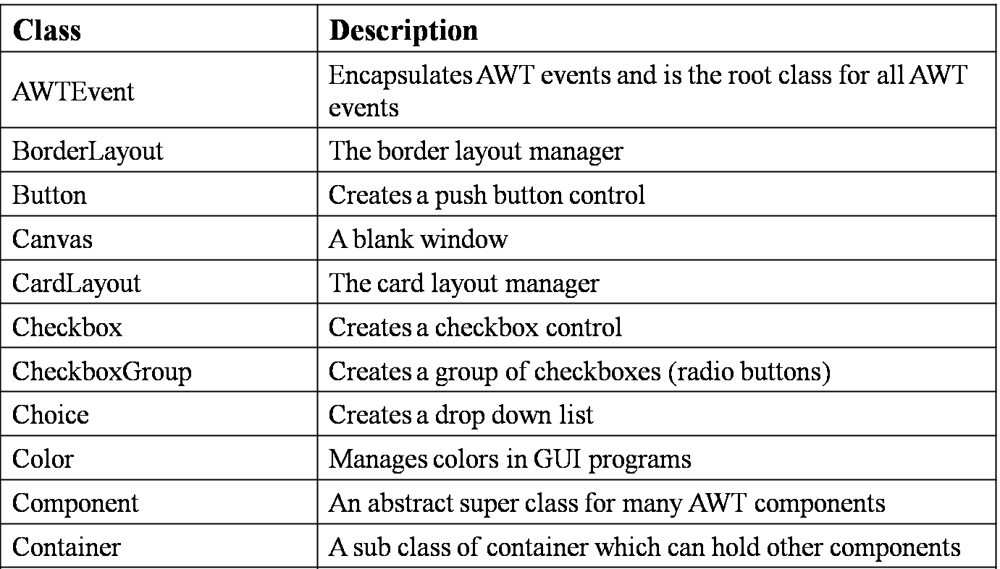 Class Description
AWTEvent Encapsulates AWT events and is the root class for all AWT
events
BorderLayout The border layout manager
Button Creates a push button control
Canvas A blank window
CardLayout The card layout manager
Checkbox Creates a checkbox control
CheckboxGroup Creates a group of checkboxes (radio buttons)
Choice Creates a drop down list
Color Manages colors in GUI programs
Component An abstract super class for many AWT components
Container A sub class of container which can hold other components